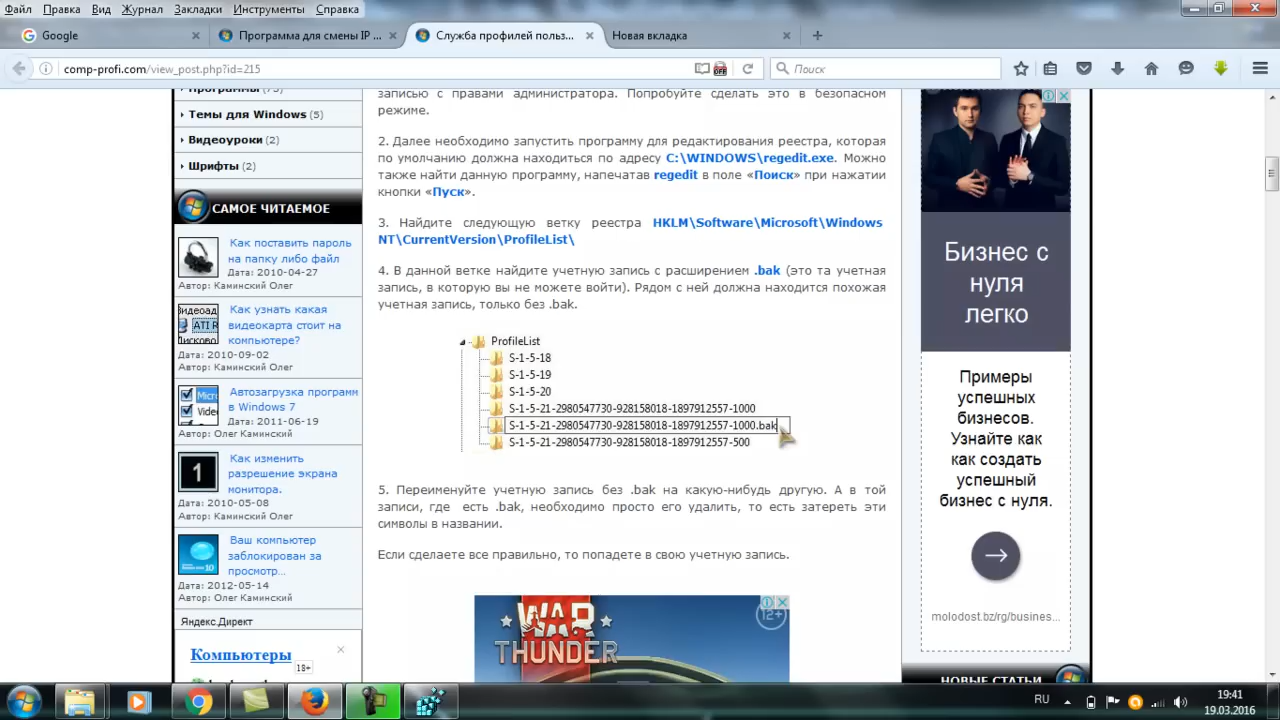 Файл Правка Вид Журнал Закладки Инструменты Справка
Google
Программа для смены IP ...
Служба профилей польз...
Новая вкладка
comp-profi.com/view_post.php?id=215
OFF
Поиск
Темы для Windows (5)
Видеоуроки (2)
Шрифты (2)
САМОЕ ЧИТАЕМОЕ
Как поставить пароль
на папку либо файл
Дата: 2010-04-27
Автор: Каминский Олег
Как узнать какая
видеокарта стоит на
компьютере?
Дата: 2010-09-02
Автор: Каминский Олег
Автозагрузка программ
в Windows 7
Дата: 2011-06-19
Автор: Олег Каминский
Как изменить
разрешение экрана
монитора.
Дата: 2010-05-08
Автор: Каминский Олег
Ваш компьютер
заблокирован за
просмотр...
Дата: 2012-05-14
Автор: Олег Каминский
Яндекс.Директ
Компьютеры
18+
записью с правами администратора. Попробуйте сделать это в безопасном
режиме.
2. Далее необходимо запустить программу для редактирования реестра, которая
по умолчанию должна находиться по адресу C:\WINDOWS\regedit.exe. Можно
также найти данную программу, напечатав regedit в поле «Поиск» при нажатии
кнопки «Пуск».
3. Найдите следующую ветку реестра HKLM\Software\Microsoft\Windows
NT\CurrentVersion\ProfileList\
4. В данной ветке найдите учетную запись с расширением .bak (это та учетная
запись, в которую вы не можете войти). Рядом с ней должна находится похожая
учетная запись, только без .bak.
ProfileList
S-1-5-18
S-1-5-19
S-1-5-20
S-1-5-21-2980547730-928158018-1897912557-1000
S-1-5-21-2980547730-928158018-1897912557-1000.bak
S-1-5-21-2980547730-928158018-1897912557-500
5. Переименуйте учетную запись без .bak на какую-нибудь другую. А в той
записи, где есть .bak, необходимо просто его удалить, то есть затереть эти
символы в названии.
Если сделаете все правильно, то попадете в свою учетную запись.
WAR
THUNDER
12+
Бизнес с
нуля
легко
Примеры
успешных
бизнесов.
Узнайте как
как создать
успешный
бизнес с нуля.
molodost.bz/rg/busines...
НОВЫЕ СТАТЬИ
RU
19:41
19.03.2016